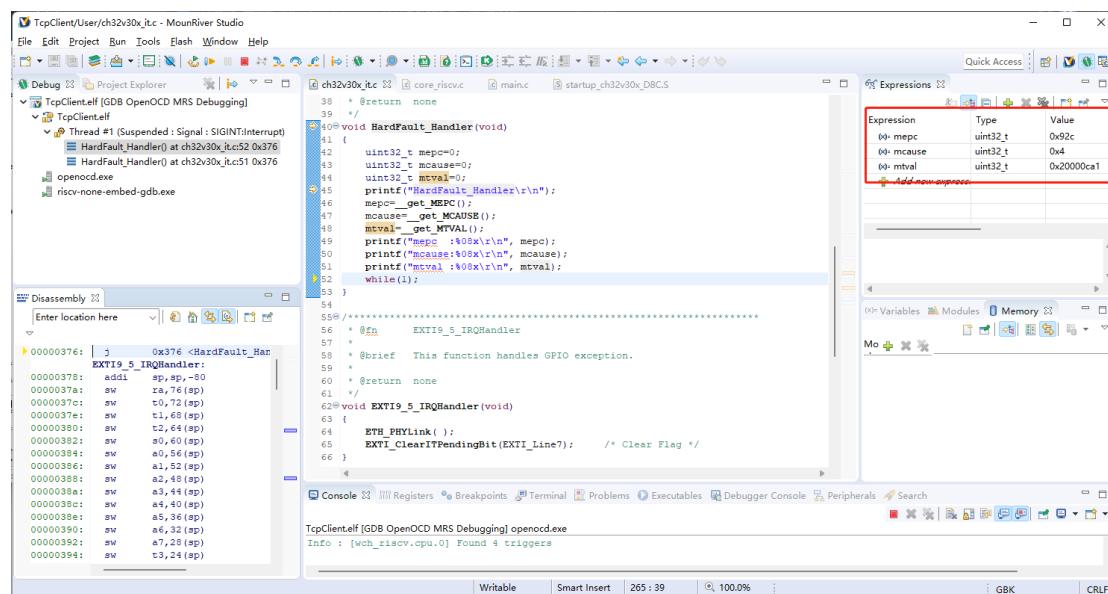 TcpClient/User/ch32v30x_it.c - MounRiver Studio
File Edit Project Run Tools Flash Window Help
Quick Access
Debug Project Explorer
TcpClient.elf [GDB OpenOCD MRS Debugging]
TcpClient.elf
Thread #1 (Suspended : Signal : SIGINT:Interrupt)
HardFault_Handler() at ch32v30x_it.c:52 0x376
HardFault_Handler() at ch32v30x_it.c:51 0x376
openocd.exe
riscv-none-embed-gdb.exe
ch32v30x_it.c core_riscv.c main.c startup_ch32v30x_DBC.S
38 * @return none
39 */
40 void HardFault_Handler(void)
41 {
42 uint32_t mepc=0;
43 uint32_t mcause=0;
44 uint32_t mtval=0;
45 printf("HardFault_Handler\r\n");
46 mepc=__get_MEPC();
47 mcause=__get_MCAUSE();
48 mtval=__get_MTVAL();
49 printf("mepc :%08x\r\n", mepc);
50 printf("mcause:%08x\r\n", mcause);
51 printf("mtval :%08x\r\n", mtval);
52 while(1);
53 }
54
55 /*********************************************************************
56 * @fn EXTI9_5_IRQHandler
57 *
58 * @brief This function handles GPIO exception.
59 *
60 * @return none
61 */
62 void EXTI9_5_IRQHandler(void)
63 {
64 ETH_PHYLink( );
65 EXTI_ClearITPendingBit(EXTI_Line7); /* Clear Flag */
66 }
Expressions
Expression Type Value
(x)= mepc uint32_t 0x92c
(x)= mcause uint32_t 0x4
(x)= mtval uint32_t 0x20000ca1
Add new express
(x)= Variables Modules Memory
Mo
Disassembly
Enter location here
00000376: j 0x376 <HardFault_Han
EXTI9_5_IRQHandler:
00000378: addi sp,sp,-80
0000037a: sw ra,76(sp)
0000037c: sw t0,72(sp)
0000037e: sw t1,68(sp)
00000380: sw t2,64(sp)
00000382: sw s0,60(sp)
00000384: sw a0,56(sp)
00000386: sw a1,52(sp)
00000388: sw a2,48(sp)
0000038a: sw a3,44(sp)
0000038c: sw a4,40(sp)
0000038e: sw a5,36(sp)
00000390: sw a6,32(sp)
00000392: sw a7,28(sp)
00000394: sw t3,24(sp)
Console Registers Breakpoints Terminal Problems Executables Debugger Console Peripherals Search
TcpClient.elf [GDB OpenOCD MRS Debugging] openocd.exe
Info : [wch_riscv.cpu.0] Found 4 triggers
Writable Smart Insert 265 : 39 100.0% GBK CRLF